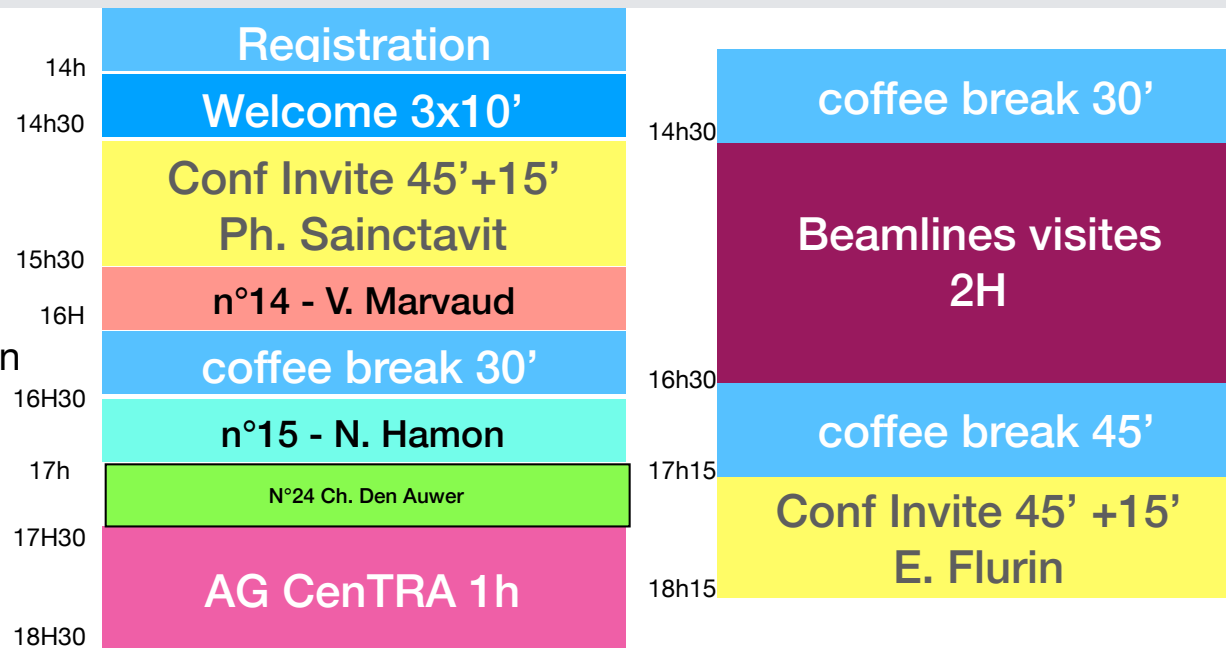 Registration
14h
Welcome 3x10’
14h30
Conf Invite 45’+15’
Ph. Sainctavit
15h30
n°14 - V. Marvaud
16H
n
coffee break 30’
16H30
n°15 - N. Hamon
17h
N°24 Ch. Den Auwer
17H30
AG CenTRA 1h
18H30
coffee break 30’
14h30
Beamlines visites
2H
16h30
coffee break 45’
17h15
Conf Invite 45’ +15’
E. Flurin
18h15